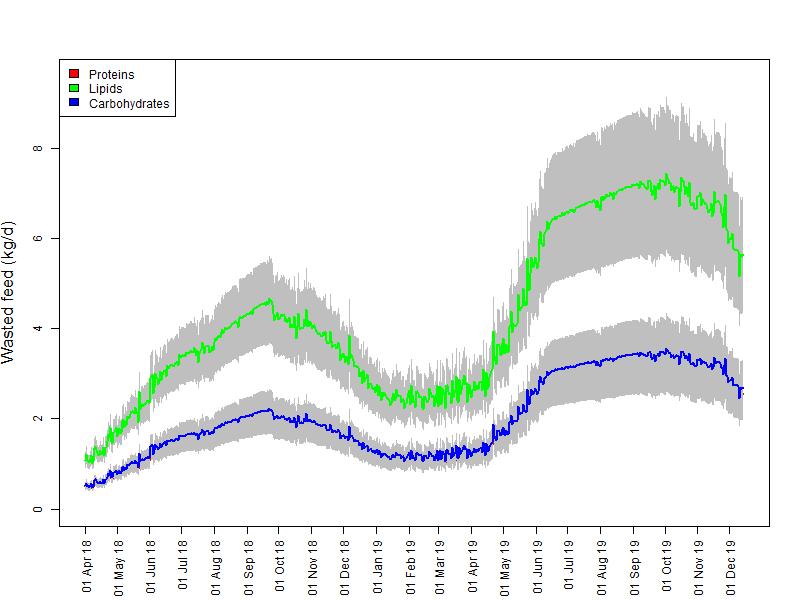 Proteins
Lipids
Carbohydrates
Wasted feed (kg/d)
8
6
4
2
0
01 Apr 18
01 May 18
01 Jun 18
01 Jul 18
01 Aug 18
01 Sep 18
01 Oct 18
01 Nov 18
01 Dec 18
01 Jan 19
01 Feb 19
01 Mar 19
01 Apr 19
01 May 19
01 Jun 19
01 Jul 19
01 Aug 19
01 Sep 19
01 Oct 19
01 Nov 19
01 Dec 19